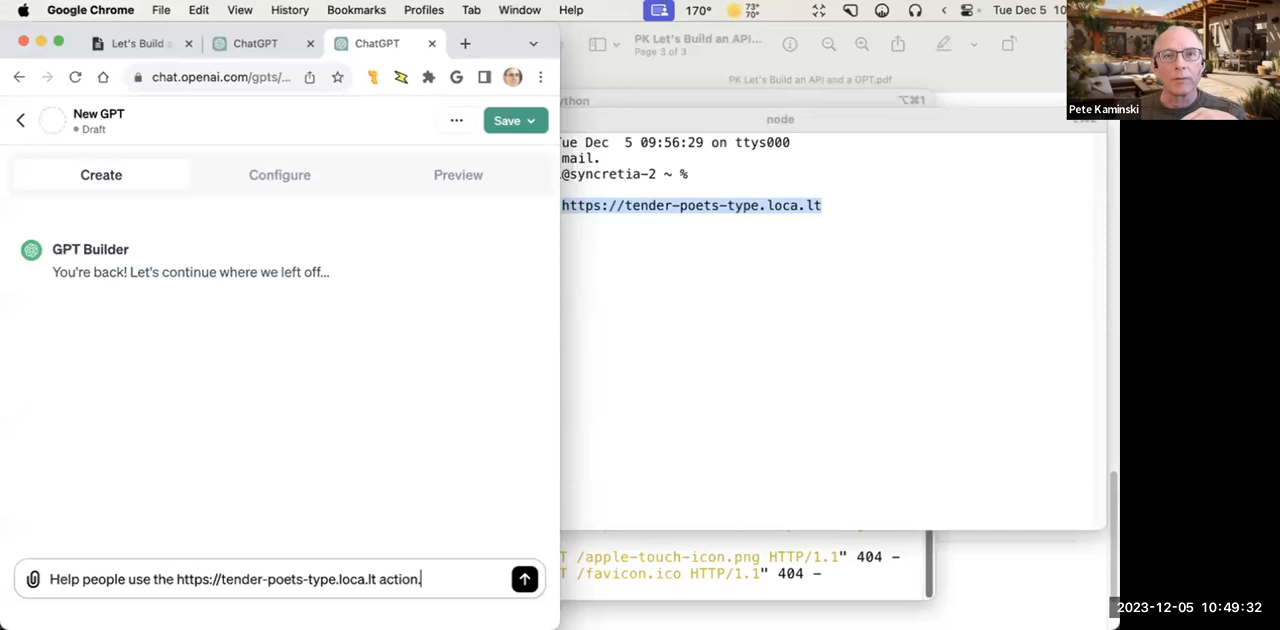 Google Chrome File Edit View History Bookmarks Profiles Tab Window Help 170° 73° 70° Tue Dec 5 10
Let's Build a ChatGPT ChatGPT
PK Let's Build an API...
Page 3 of 3
chat.openai.com/gpts/...
PK Let's Build an API and a GPT.pdf
ython ⌥⌘1
Pete Kaminski
New GPT
Draft
Save
node
ue Dec 5 09:56:29 on ttys000
mail.
@syncretia-2 ~ %
Create Configure Preview
https://tender-poets-type.loca.lt
GPT Builder
You're back! Let's continue where we left off...
T /apple-touch-icon.png HTTP/1.1" 404 -
T /favicon.ico HTTP/1.1" 404 -
Help people use the https://tender-poets-type.loca.lt action.
2023-12-05 10:49:32